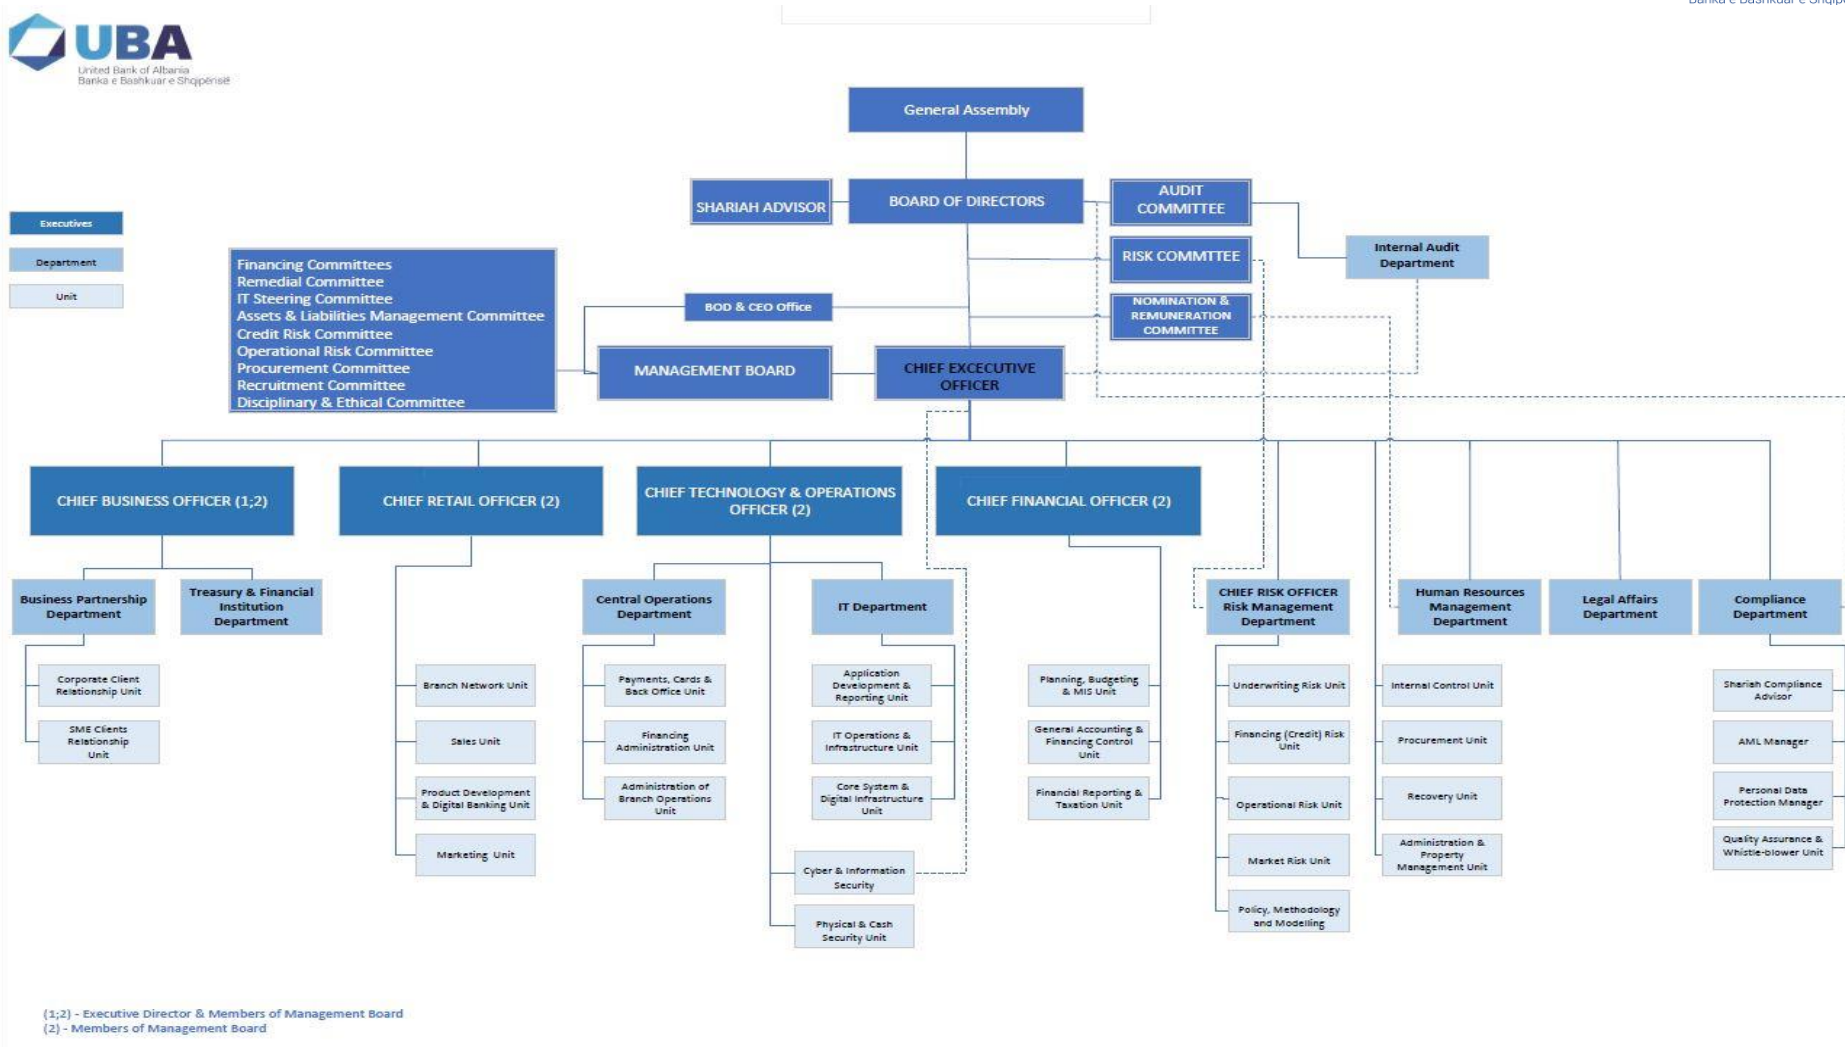 UBA
United Bank of Albania
Banka e Bashkuar e Shqipërisë
General Assembly
SHARIAH ADVISOR
BOARD OF DIRECTORS
AUDIT
COMMITTEE
Executives
Department
Unit
Financing Committees
Remedial Committee
IT Steering Committee
Assets & Liabilities Management Committee
Credit Risk Committee
Operational Risk Committee
Procurement Committee
Recruitment Committee
Disciplinary & Ethical Committee
RISK COMMTTEE
Internal Audit
Department
BOD & CEO Office
NOMINATION &
REMUNERATION
COMMITTEE
MANAGEMENT BOARD
CHIEF EXCECUTIVE
OFFICER
CHIEF BUSINESS OFFICER (1;2)
CHIEF RETAIL OFFICER (2)
CHIEF TECHNOLOGY & OPERATIONS
OFFICER (2)
CHIEF FINANCIAL OFFICER (2)
Business Partnership
Department
Treasury & Financial
Institution
Department
Central Operations
Department
IT Department
CHIEF RISK OFFICER
Risk Management
Department
Human Resources
Management
Department
Legal Affairs
Department
Compliance
Department
Corporate Client
Relationship Unit
SME Clients
Relationship
Unit
Branch Network Unit
Sales Unit
Product Development
& Digital Banking Unit
Marketing Unit
Payments, Cards &
Back Office Unit
Financing
Administration Unit
Administration of
Branch Operations
Unit
Application
Development &
Reporting Unit
IT Operations &
Infrastructure Unit
Core System &
Digital Infrastructure
Unit
Cyber & Information
Security
Physical & Cash
Security Unit
Planning, Budgeting
& MIS Unit
General Accounting &
Financing Control
Unit
Financial Reporting &
Taxation Unit
Underwriting Risk Unit
Financing (Credit) Risk
Unit
Operational Risk Unit
Market Risk Unit
Policy, Methodology
and Modelling
Internal Control Unit
Procurement Unit
Recovery Unit
Administration &
Property
Management Unit
Shariah Compliance
Advisor
AML Manager
Personal Data
Protection Manager
Quality Assurance &
Whistle-blower Unit
(1;2) - Executive Director & Members of Management Board
(2) - Members of Management Board